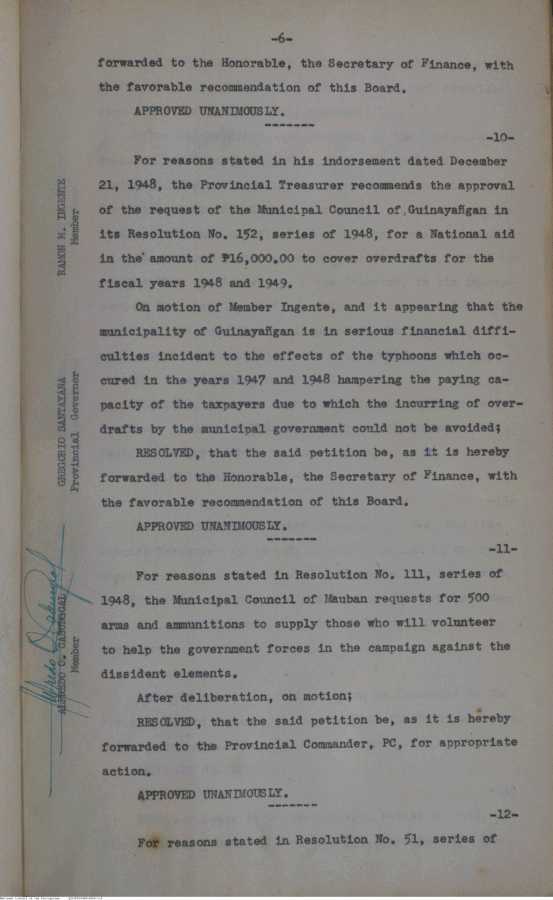 -6-
forwarded to the Honorable, the Secretary of Finance, with
the favorable recommendation of this Board.
APPROVED UNANIMOUSLY.
-------
-10-
For reasons stated in his indorsement dated December
21, 1948, the Provincial Treasurer recommends the approval
of the request of the Municipal Council of Guinayañgan in
its Resolution No. 152, series of 1948, for a National aid
in the amount of ₱16,000.00 to cover overdrafts for the
fiscal years 1948 and 1949.
On motion of Member Ingente, and it appearing that the
municipality of Guinayañgan is in serious financial diffi-
culties incident to the effects of the typhoons which oc-
cured in the years 1947 and 1948 hampering the paying ca-
pacity of the taxpayers due to which the incurring of over-
drafts by the municipal government could not be avoided;
RESOLVED, that the said petition be, as it is hereby
forwarded to the Honorable, the Secretary of Finance, with
the favorable recommendation of this Board.
APPROVED UNANIMOUSLY.
-------
-11-
For reasons stated in Resolution No. 111, series of
1948, the Municipal Council of Mauban requests for 500
arms and ammunitions to supply those who will volunteer
to help the government forces in the campaign against the
dissident elements.
After deliberation, on motion;
RESOLVED, that the said petition be, as it is hereby
forwarded to the Provincial Commander, PC, for appropriate
action.
APPROVED UNANIMOUSLY.
-------
-12-
For reasons stated in Resolution No. 51, series of
RAMON M. INGENTE
Member
GREGORIO SANTAYANA
Provincial Governor
ALFREDO C. CABUNGCAL
Member
National Library of the Philippines